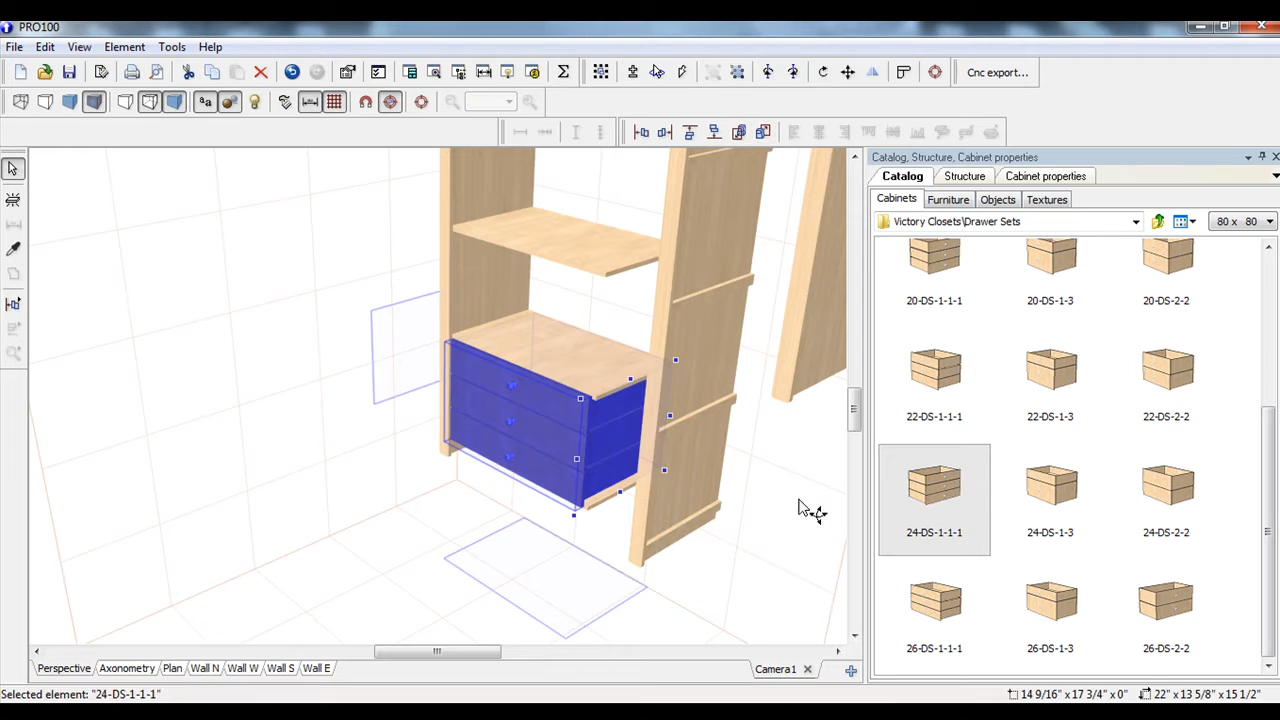 PRO100
File Edit View Element Tools Help
Cnc export...
aa
Catalog, Structure, Cabinet properties
Catalog Structure Cabinet properties
Cabinets Furniture Objects Textures
Victory Closets\Drawer Sets 80 x 80
20-DS-1-1-1 20-DS-1-3 20-DS-2-2
22-DS-1-1-1 22-DS-1-3 22-DS-2-2
24-DS-1-1-1 24-DS-1-3 24-DS-2-2
26-DS-1-1-1 26-DS-1-3 26-DS-2-2
Perspective Axonometry Plan Wall N Wall W Wall S Wall E Camera1
Selected element: "24-DS-1-1-1" 14 9/16" x 17 3/4" x 0" 22" x 13 5/8" x 15 1/2"